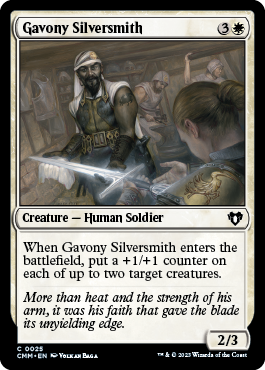 Gavony Silversmith 3
Creature — Human Soldier
When Gavony Silversmith enters the
battlefield, put a +1/+1 counter on
each of up to two target creatures.
More than heat and the strength of his
arm, it was his faith that gave the blade
its unyielding edge.
2/3
C 0025
CMM • EN Volkan Baǵa ™ & © 2023 Wizards of the Coast